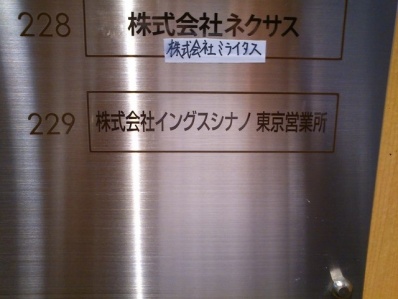 228 株式会社ネクサス
株式会社ミライタス
229 株式会社イングスシナノ 東京営業所